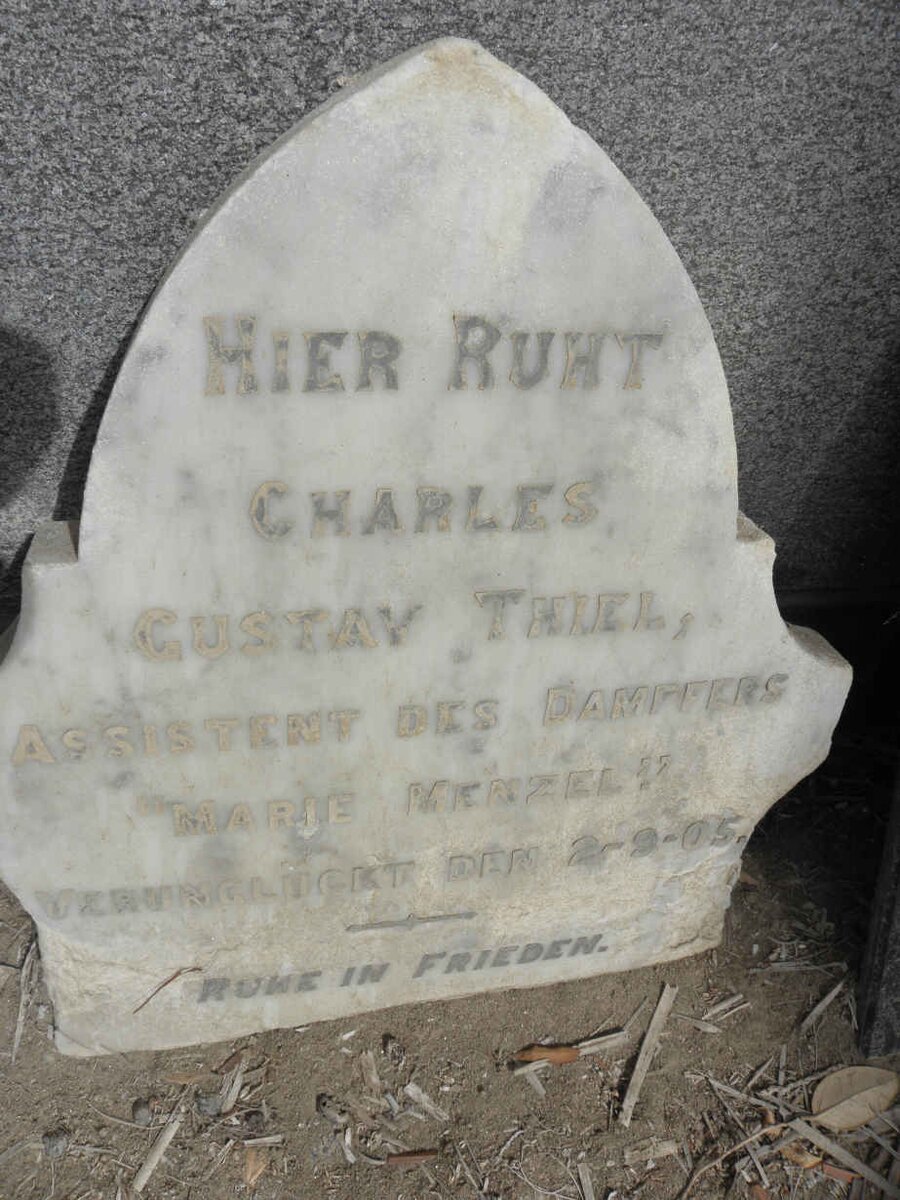 HIER RUHT
CHARLES
GUSTAV THIEL,
ASSISTENT DES DAMPFERS
"MARIE MENZEL"
VERUNGLÜCKT DEN 2-9-05.
RUHE IN FRIEDEN.